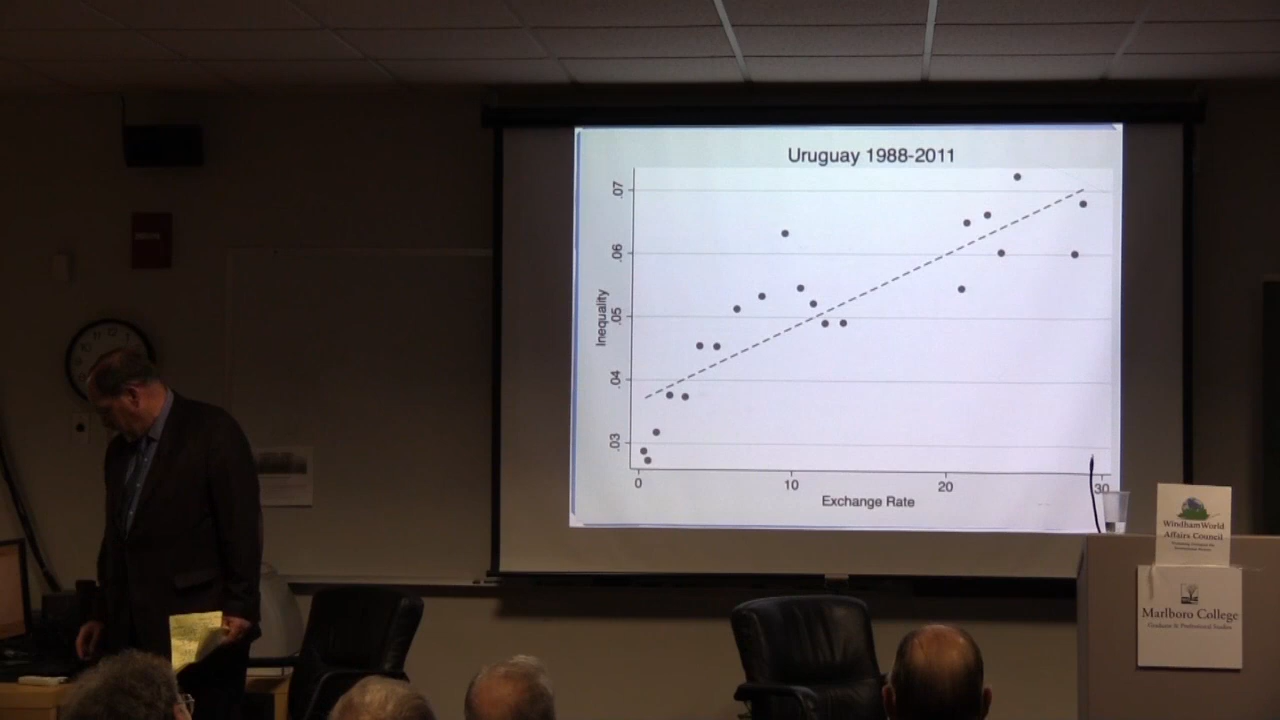 Uruguay 1988-2011
.07
.06
.05
.04
.03
Inequality
0
10
20
30
Exchange Rate
Windham World
Affairs Council
Marlboro College
Graduate & Professional Studies